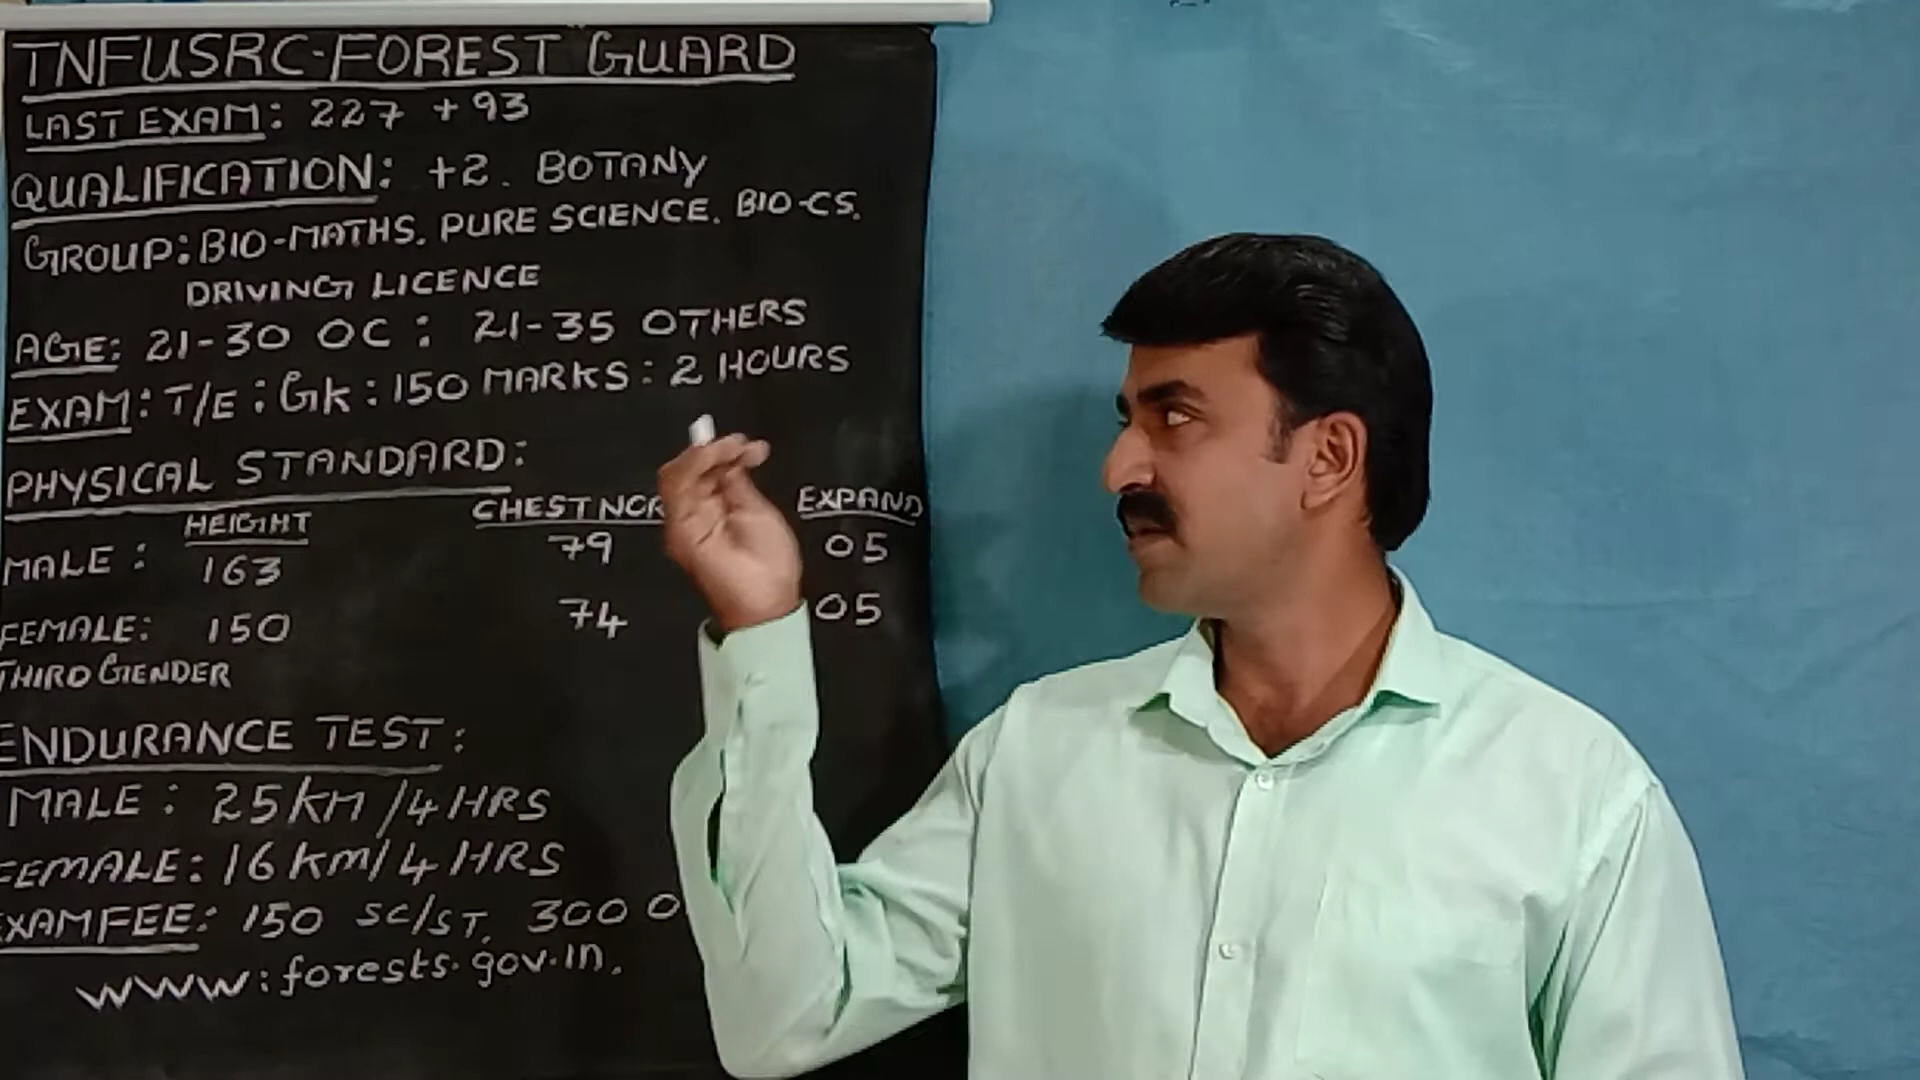 TNFUSRC-FOREST GUARD
LAST EXAM: 227 + 93
QUALIFICATION: +2. BOTANY
GROUP: BIO-MATHS. PURE SCIENCE. BIO-CS.
DRIVING LICENCE
AGE: 21-30 OC : 21-35 OTHERS
EXAM: T/E : GK : 150 MARKS : 2 HOURS
PHYSICAL STANDARD:
HEIGHT CHEST EXPAND
MALE : 163 79 05
FEMALE: 150 74 05
THIRD GENDER
ENDURANCE TEST:
MALE : 25 KM /4 HRS
FEMALE: 16 KM/4 HRS
EXAM FEE: 150 SC/ST, 300
WWW:forests.gov.in.